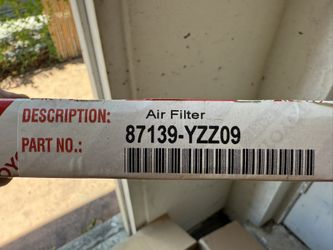 DESCRIPTION: Air Filter
PART NO.: 87139-YZZ09